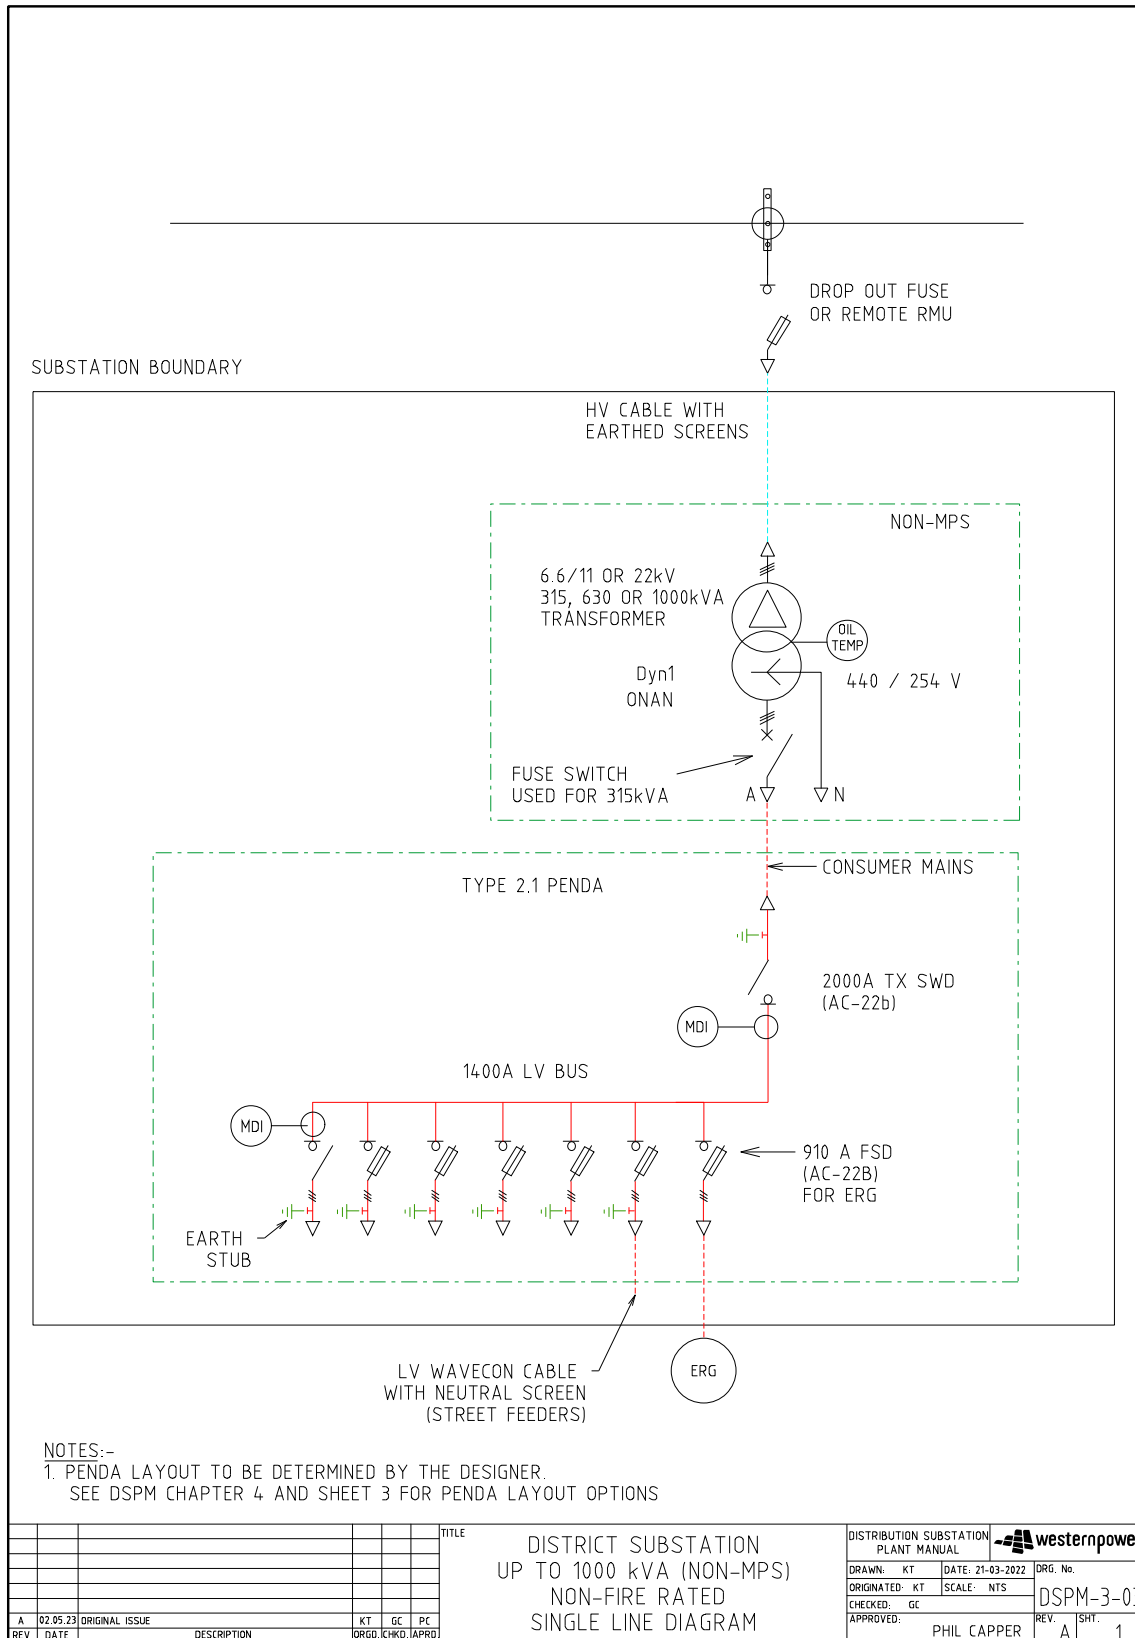 DROP OUT FUSE
OR REMOTE RMU
SUBSTATION BOUNDARY
HV CABLE WITH
EARTHED SCREENS
NON-MPS
6.6/11 OR 22kV
315, 630 OR 1000kVA
TRANSFORMER
OIL
TEMP
Dyn1
ONAN
440 / 254 V
FUSE SWITCH
USED FOR 315kVA
A
N
CONSUMER MAINS
TYPE 2.1 PENDA
2000A TX SWD
(AC-22b)
MDI
1400A LV BUS
MDI
910 A FSD
(AC-22B)
FOR ERG
EARTH
STUB
ERG
LV WAVECON CABLE
WITH NEUTRAL SCREEN
(STREET FEEDERS)
NOTES:-
1. PENDA LAYOUT TO BE DETERMINED BY THE DESIGNER.
SEE DSPM CHAPTER 4 AND SHEET 3 FOR PENDA LAYOUT OPTIONS
TITLE
DISTRICT SUBSTATION
UP TO 1000 kVA (NON-MPS)
NON-FIRE RATED
SINGLE LINE DIAGRAM
DISTRIBUTION SUBSTATION
PLANT MANUAL
westernpowe
DRAWN: KT
DATE: 21-03-2022
DRG. No.
ORIGINATED: KT
SCALE: NTS
DSPM-3-01
CHECKED: GC
APPROVED:
PHIL CAPPER
REV.
A
SHT.
1
A 02.05.23 ORIGINAL ISSUE KT GC PC
REV DATE DESCRIPTION ORGD. CHKD. APRD.